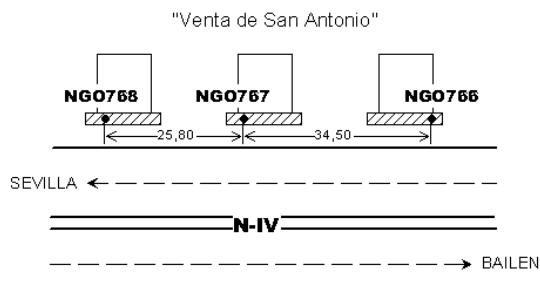 "Venta de San Antonio"
NGO768 NGO767 NGO766
25,80 34,50
SEVILLA
N-IV
BAILEN